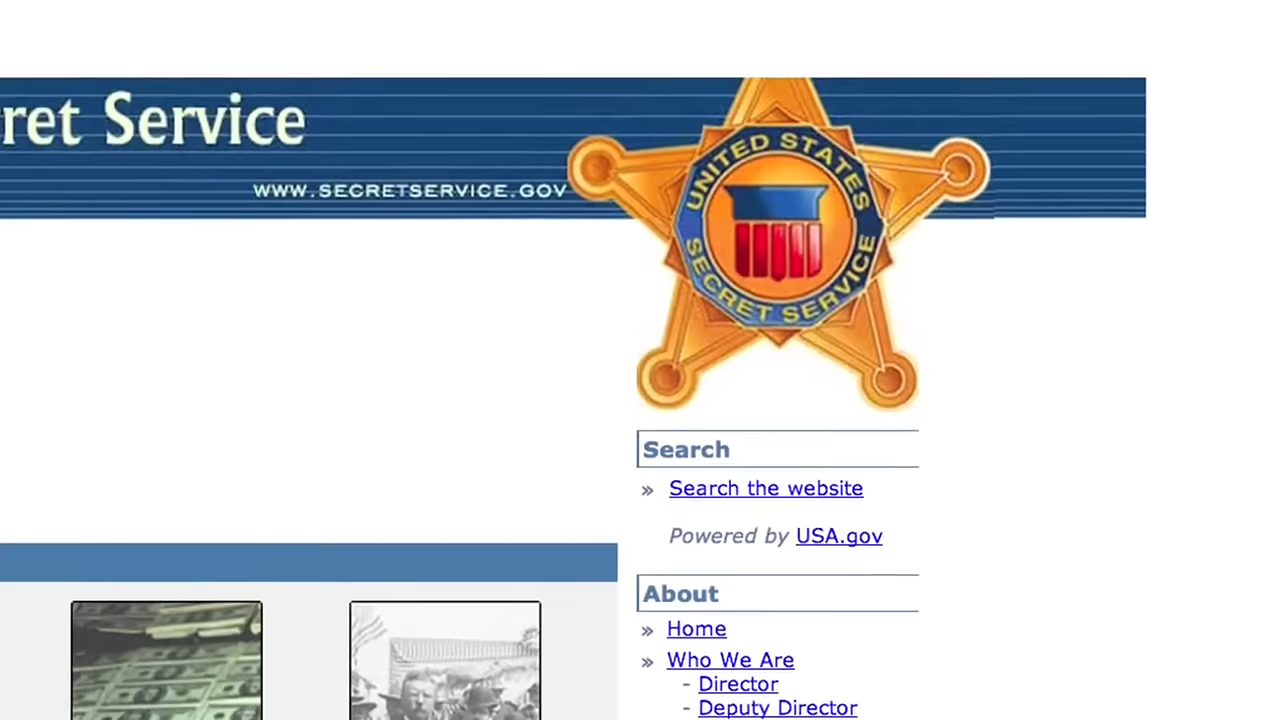 ret Service
WWW.SECRETSERVICE.GOV
UNITED STATES
SECRET SERVICE
Search
» Search the website
Powered by USA.gov
About
» Home
» Who We Are
- Director
- Deputy Director